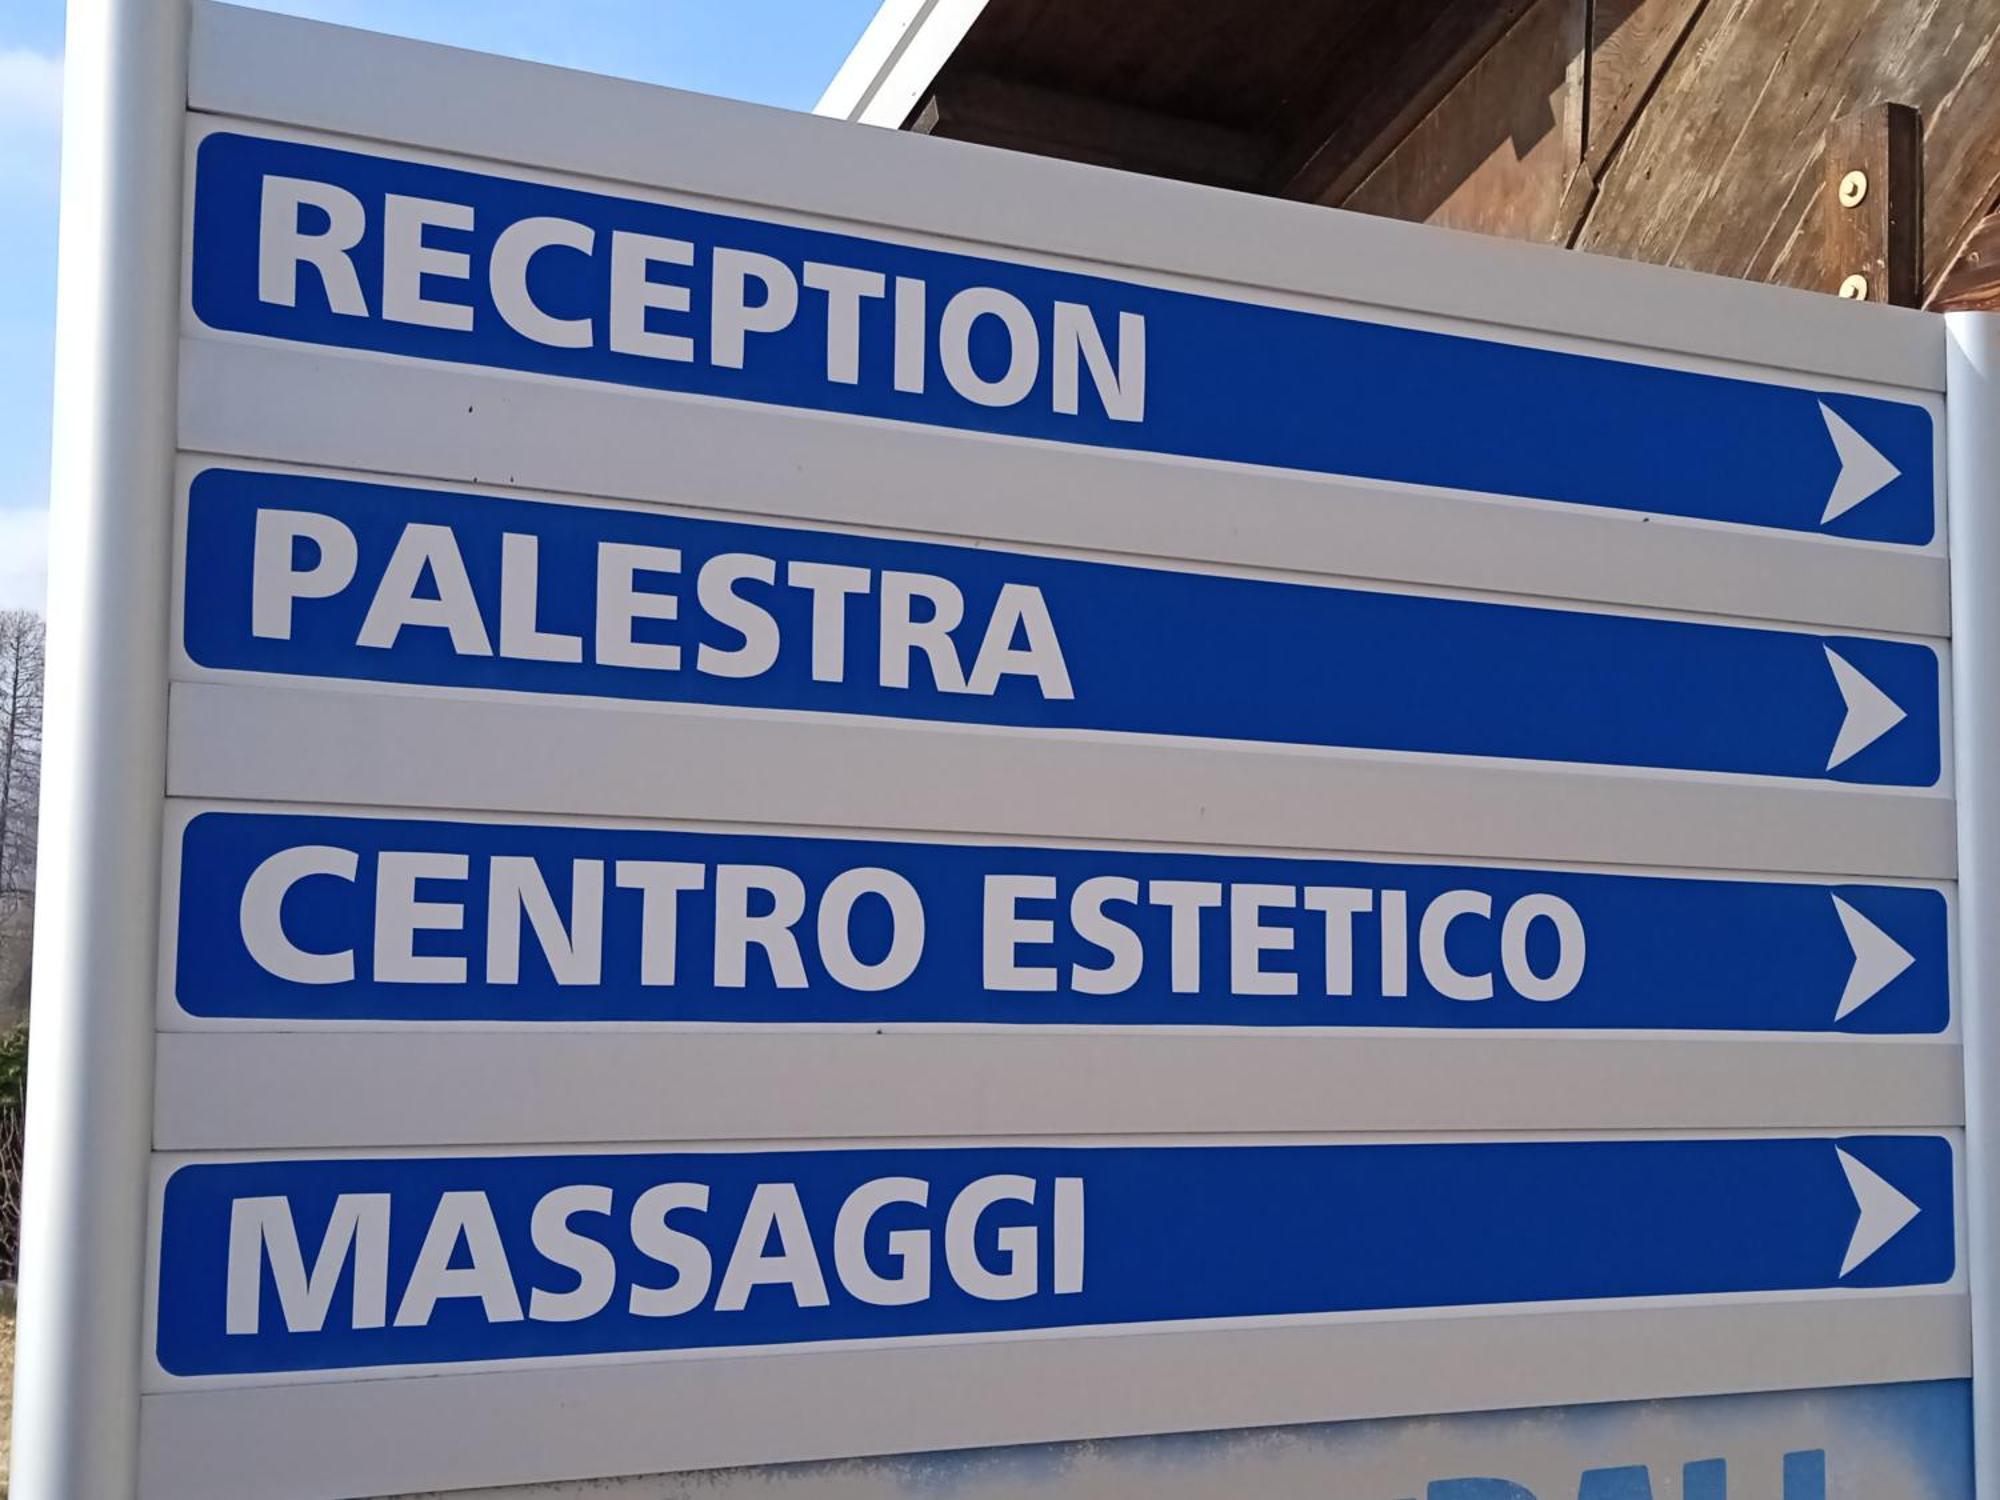 RECEPTION
PALESTRA
CENTRO ESTETICO
MASSAGGI